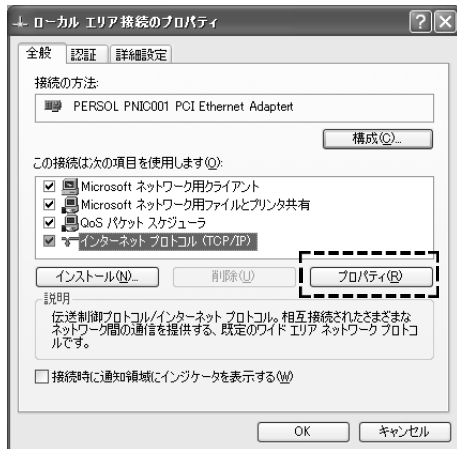 ローカル エリア接続のプロパティ
全般 認証 詳細設定
接続の方法:
PERSOL PNIC001 PCI Ethernet Adaptert
構成(C)...
この接続は次の項目を使用します(O):
Microsoft ネットワーク用クライアント
Microsoft ネットワーク用ファイルとプリンタ共有
QoS パケット スケジューラ
インターネット プロトコル (TCP/IP)
インストール(N)... 削除(U) プロパティ(R)
説明
伝送制御プロトコル/インターネット プロトコル。相互接続されたさまざまな
ネットワーク間の通信を提供する、既定のワイド エリア ネットワーク プロトコ
ルです。
接続時に通知領域にインジケータを表示する(W)
OK キャンセル